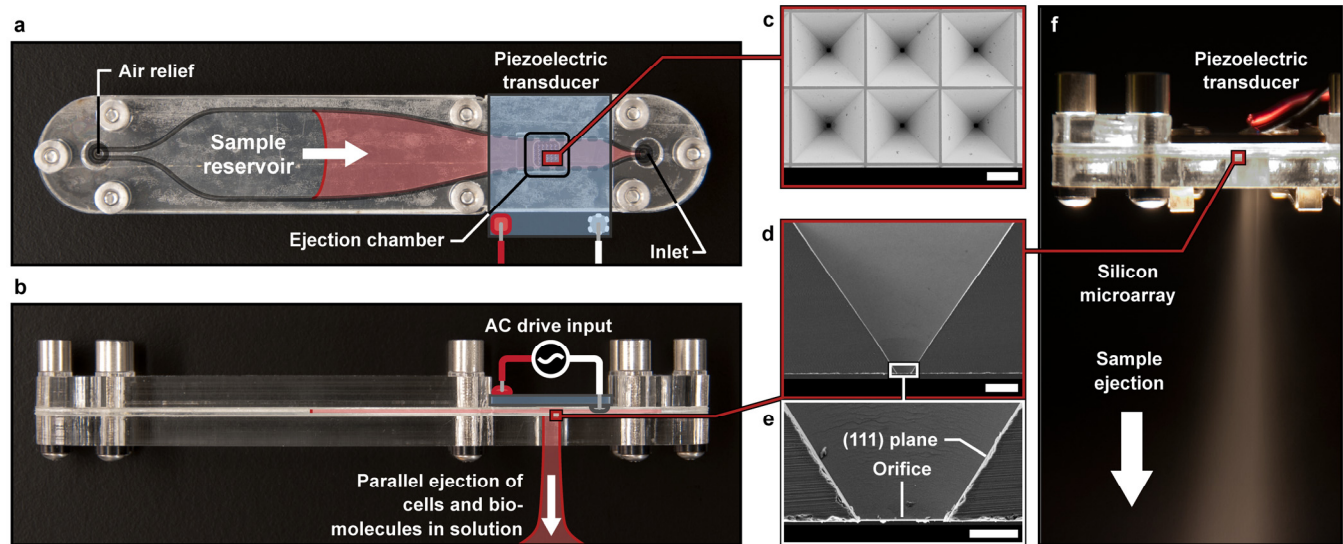 a
Air relief
Sample
reservoir
Piezoelectric
transducer
Ejection chamber
Inlet
b
AC drive input
Parallel ejection of
cells and bio-
molecules in solution
c
d
e
(111) plane
Orifice
f
Piezoelectric
transducer
Silicon
microarray
Sample
ejection